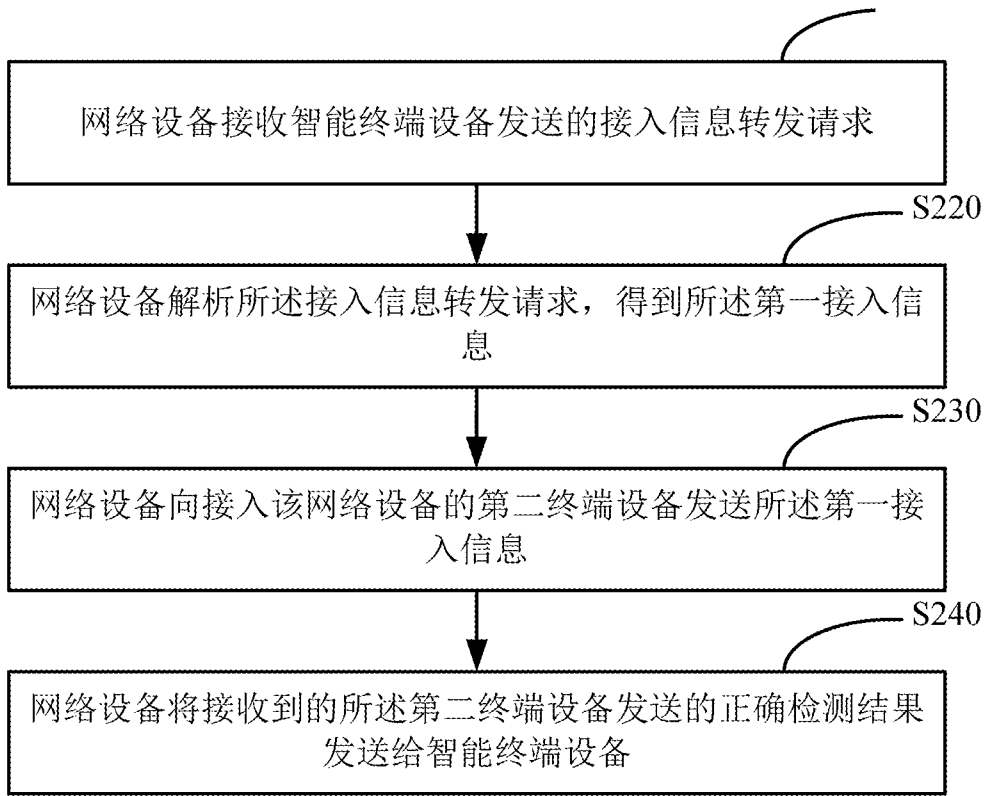 网络设备接收智能终端设备发送的接入信息转发请求
S220
网络设备解析所述接入信息转发请求，得到所述第一接入信
息
S230
网络设备向接入该网络设备的第二终端设备发送所述第一接
入信息
S240
网络设备将接收到的所述第二终端设备发送的正确检测结果
发送给智能终端设备